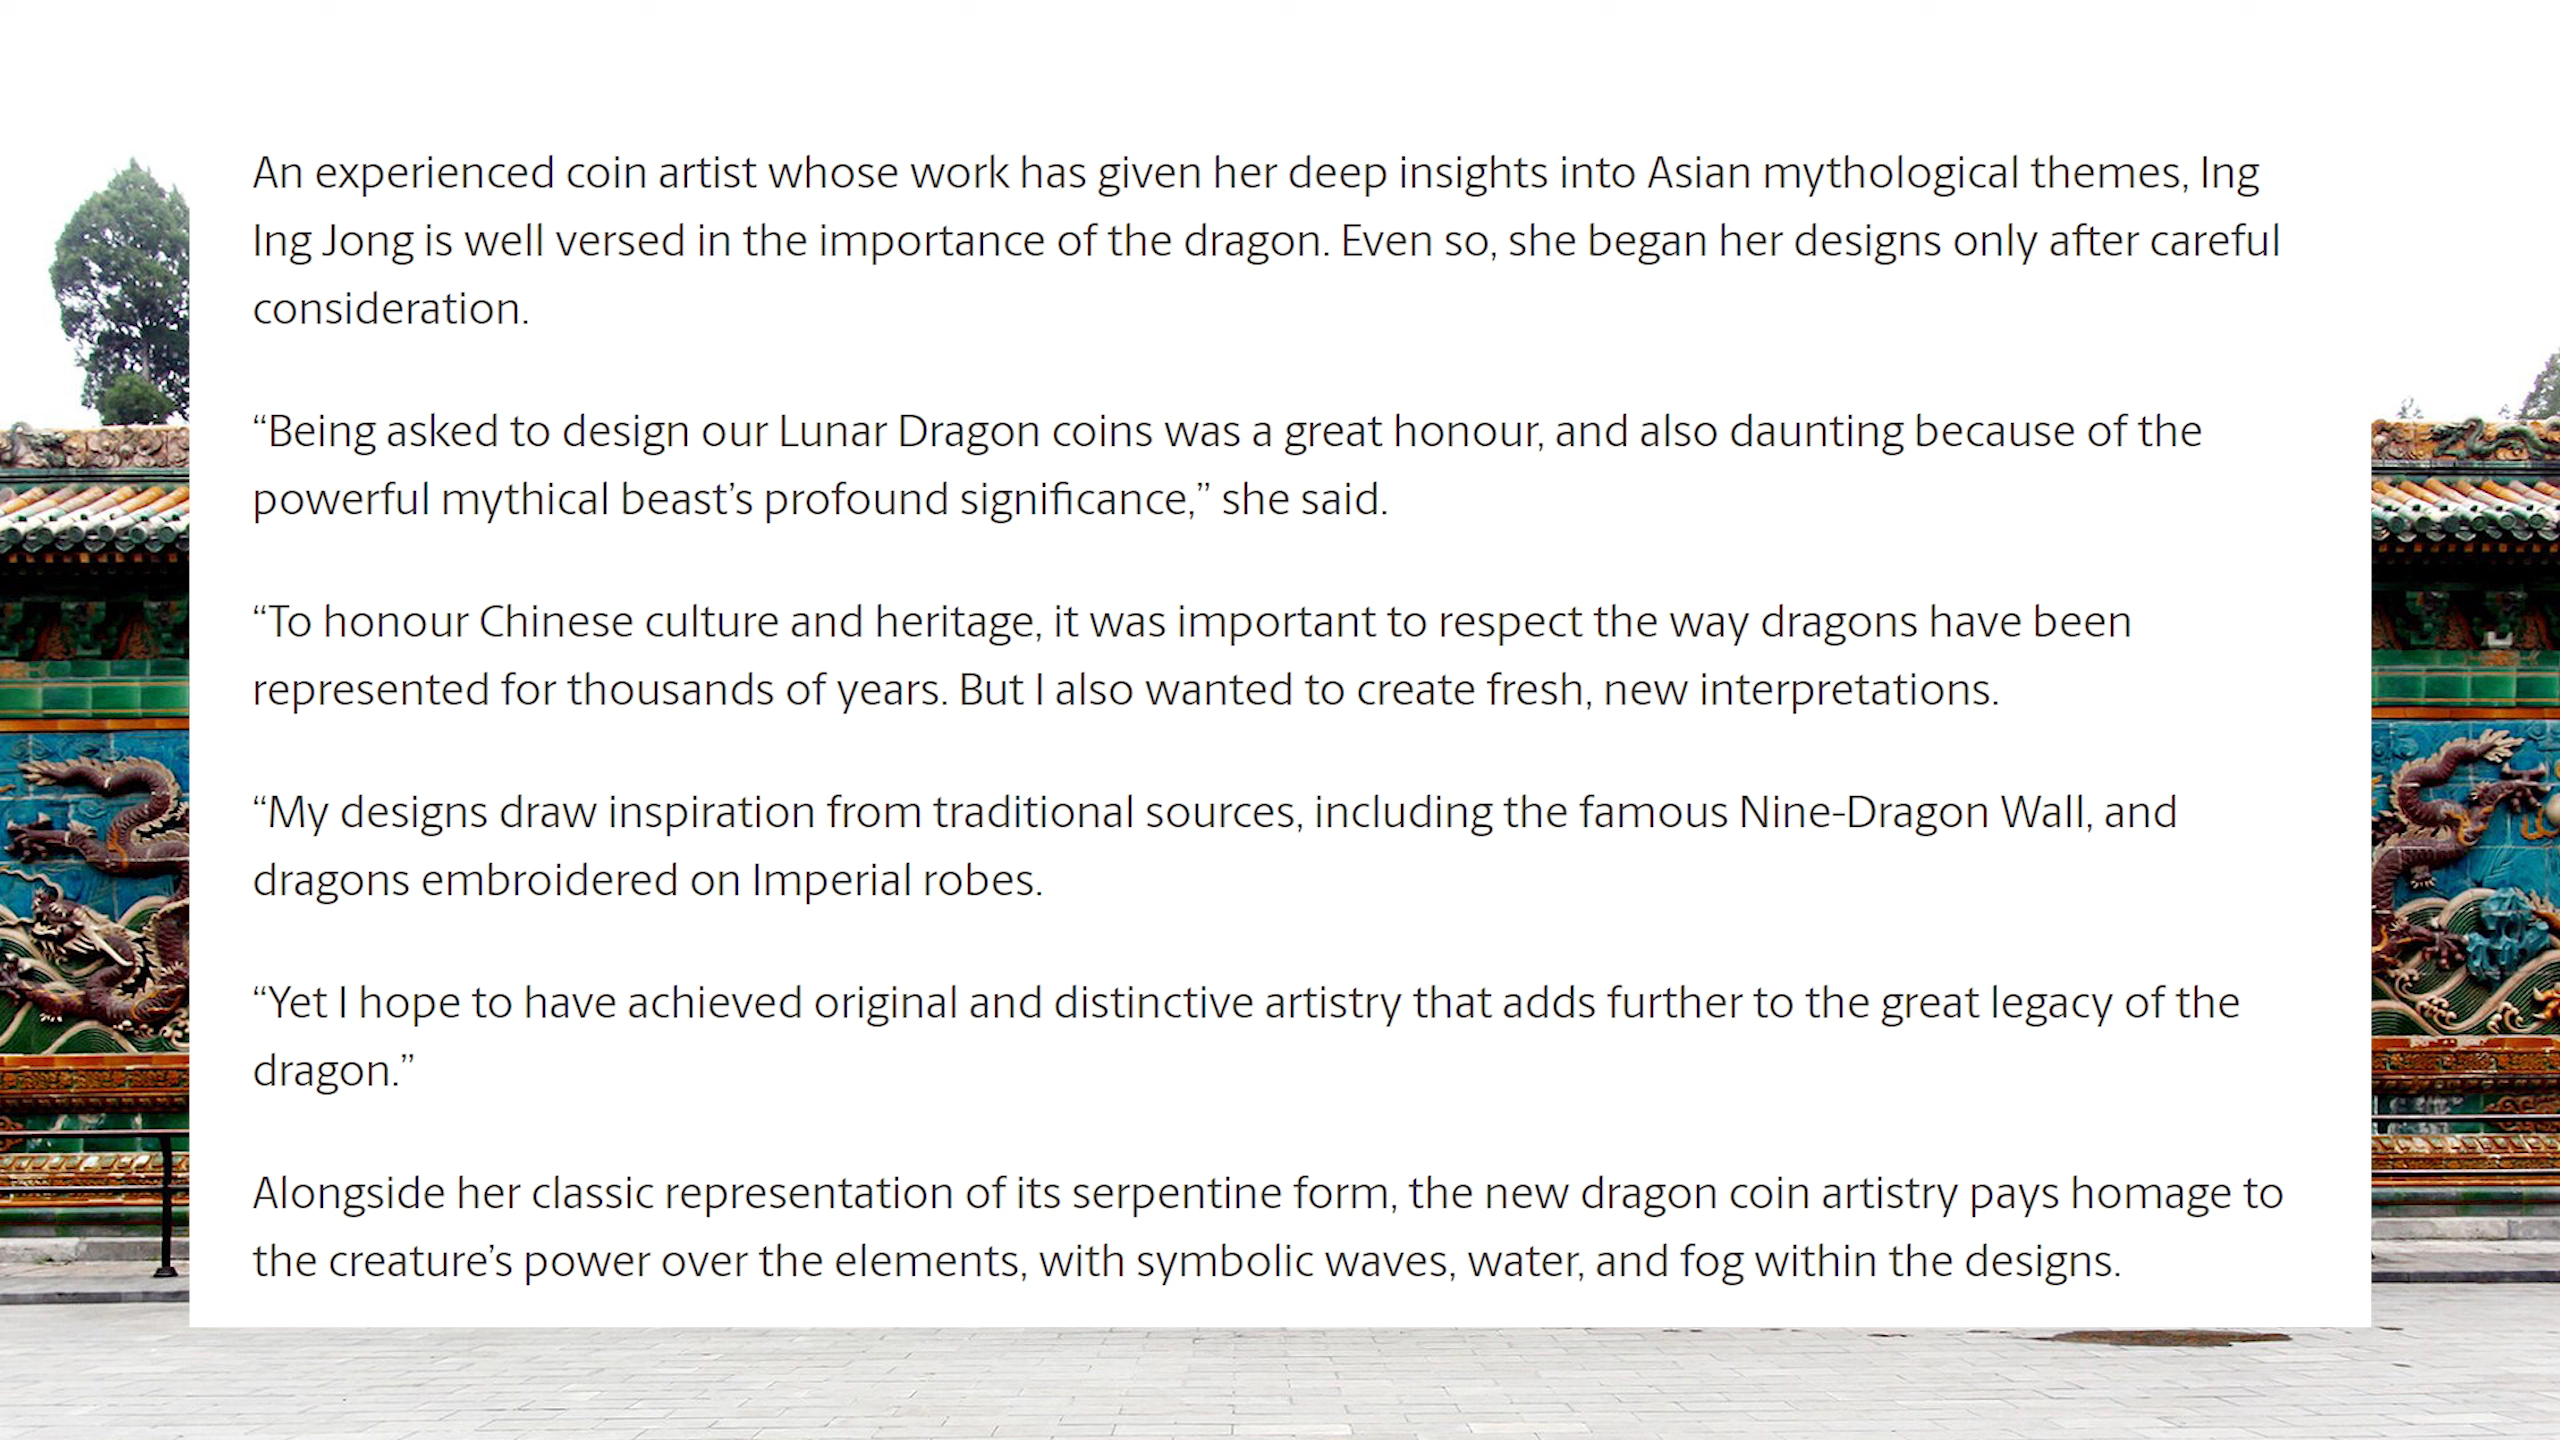 An experienced coin artist whose work has given her deep insights into Asian mythological themes, Ing
Ing Jong is well versed in the importance of the dragon. Even so, she began her designs only after careful
consideration.
“Being asked to design our Lunar Dragon coins was a great honour, and also daunting because of the
powerful mythical beast’s profound significance,” she said.
“To honour Chinese culture and heritage, it was important to respect the way dragons have been
represented for thousands of years. But I also wanted to create fresh, new interpretations.
“My designs draw inspiration from traditional sources, including the famous Nine-Dragon Wall, and
dragons embroidered on Imperial robes.
“Yet I hope to have achieved original and distinctive artistry that adds further to the great legacy of the
dragon.”
Alongside her classic representation of its serpentine form, the new dragon coin artistry pays homage to
the creature’s power over the elements, with symbolic waves, water, and fog within the designs.